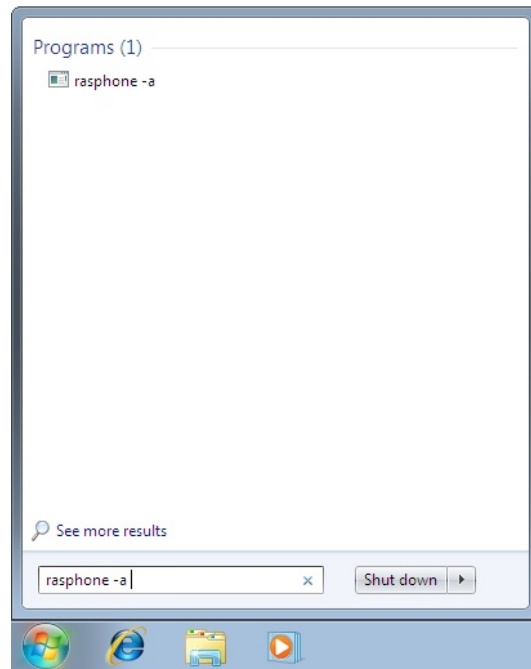 Programs (1)
rasphone -a
See more results
rasphone -a
Shut down